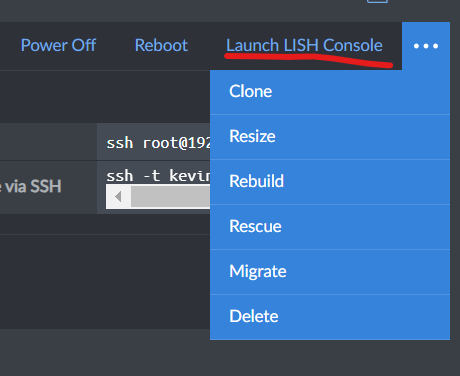 Power Off Reboot Launch LISH Console ...
Clone
ssh root@192
Resize
via SSH ssh -t kevin
Rebuild
Rescue
Migrate
Delete